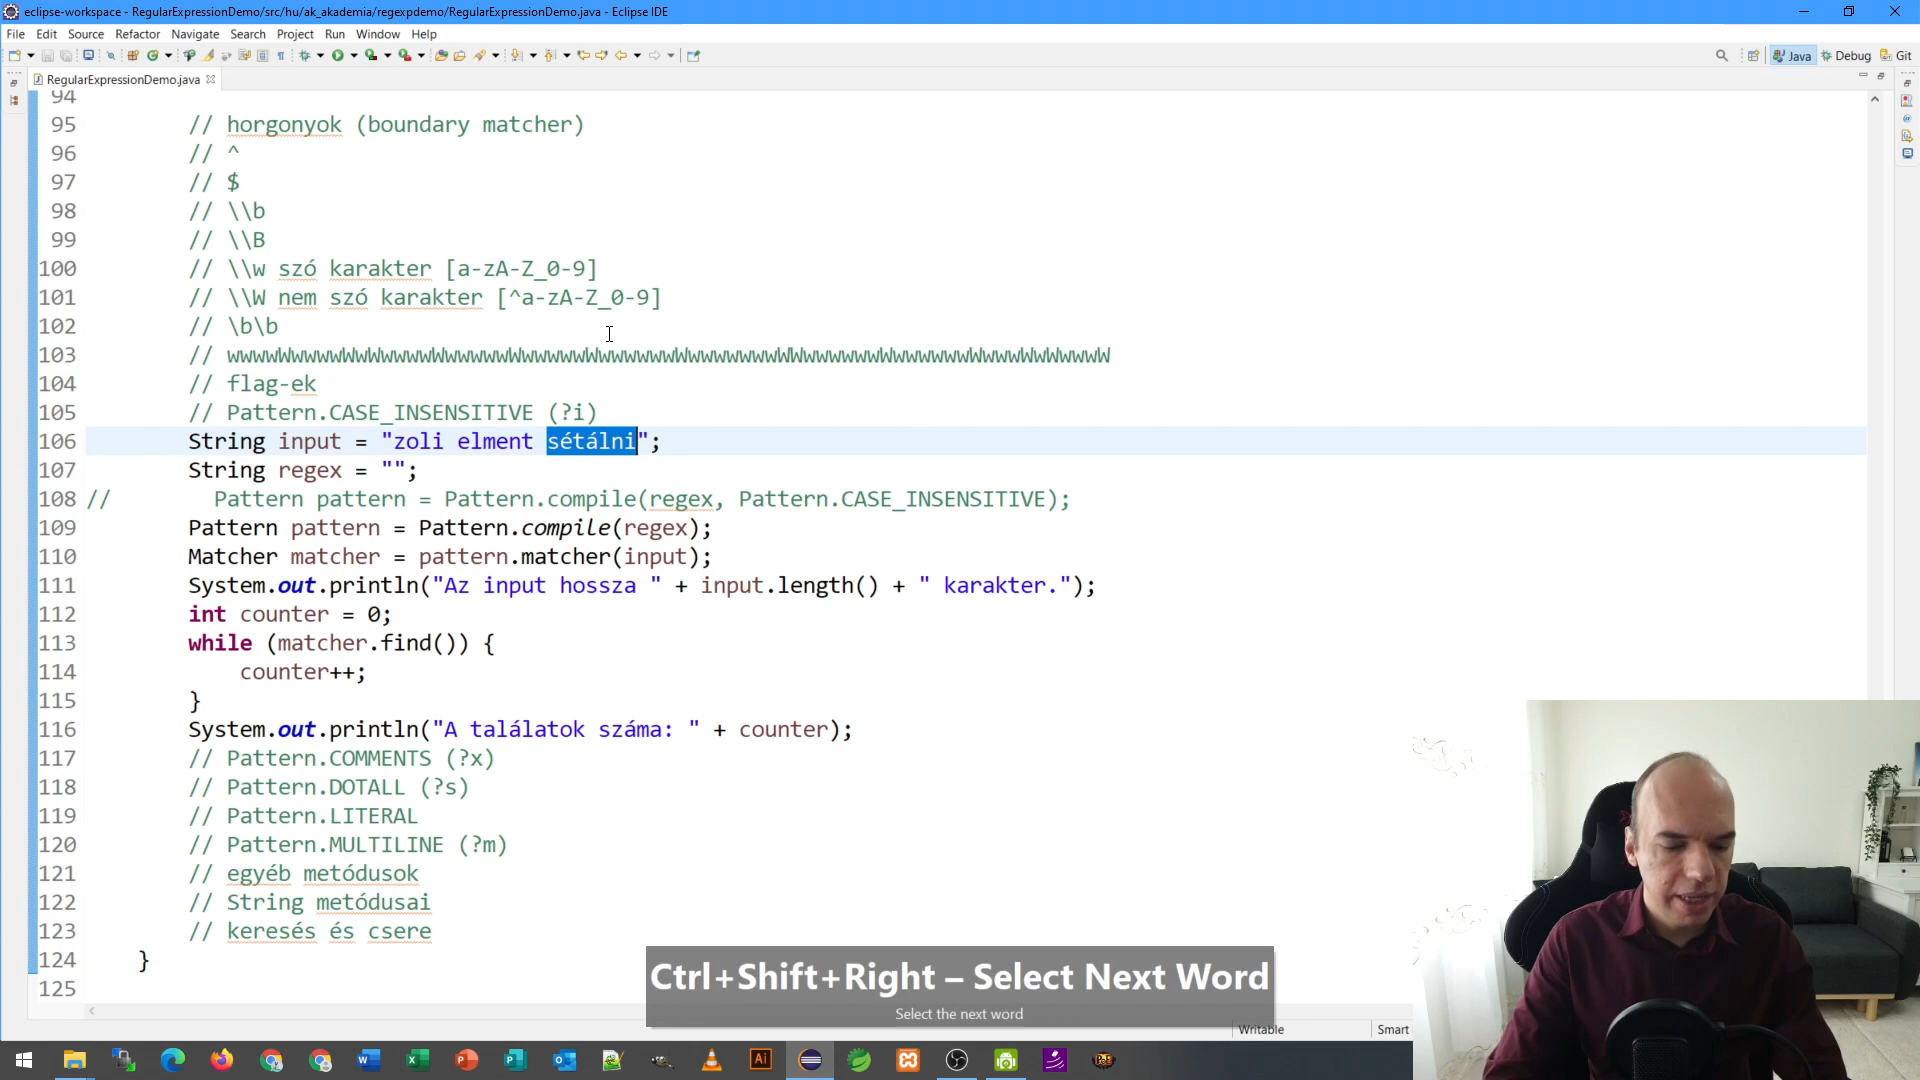 eclipse-workspace - RegularExpressionDemo/src/hu/ak_akademia/regexpdemo/RegularExpressionDemo.java - Eclipse IDE
File Edit Source Refactor Navigate Search Project Run Window Help
Java Debug Git
RegularExpressionDemo.java
94
95 // horgonyok (boundary matcher)
96 // ^
97 // $
98 // \\b
99 // \\B
100 // \\w szó karakter [a-zA-Z_0-9]
101 // \\W nem szó karakter [^a-zA-Z_0-9]
102 // \b\b
103 //
104 // flag-ek
105 // Pattern.CASE_INSENSITIVE (?i)
106 String input = "zoli elment sétálni";
107 String regex = "";
108 // Pattern pattern = Pattern.compile(regex, Pattern.CASE_INSENSITIVE);
109 Pattern pattern = Pattern.compile(regex);
110 Matcher matcher = pattern.matcher(input);
111 System.out.println("Az input hossza " + input.length() + " karakter.");
112 int counter = 0;
113 while (matcher.find()) {
114 counter++;
115 }
116 System.out.println("A találatok száma: " + counter);
117 // Pattern.COMMENTS (?x)
118 // Pattern.DOTALL (?s)
119 // Pattern.LITERAL
120 // Pattern.MULTILINE (?m)
121 // egyéb metódusok
122 // String metódusai
123 // keresés és csere
124 }
125
Ctrl+Shift+Right – Select Next Word
Select the next word
Writable Smart